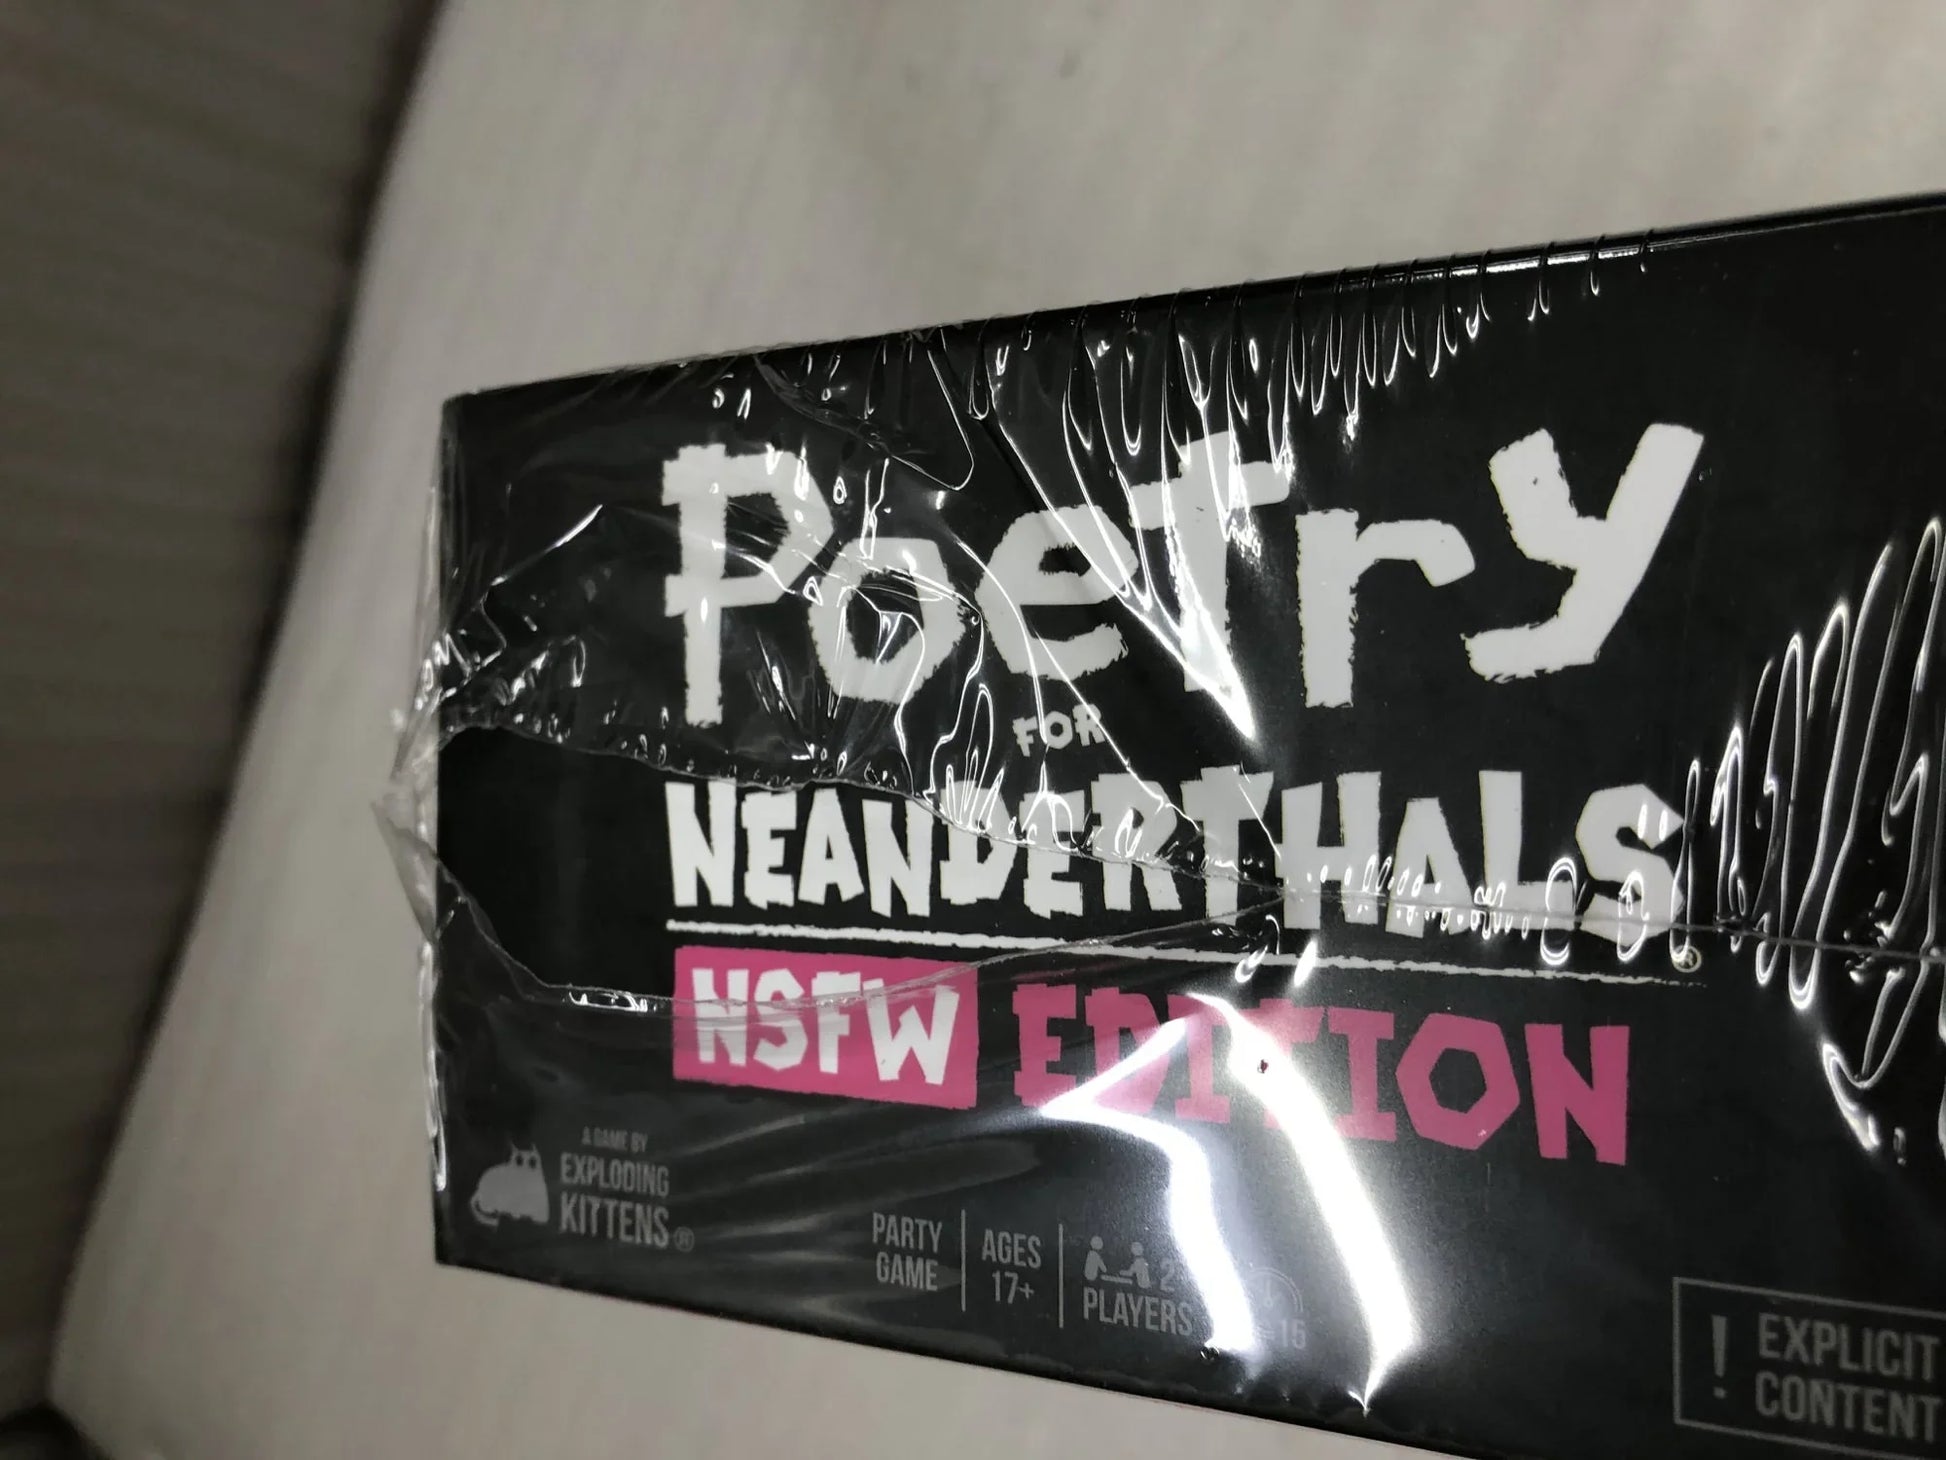 Poetry
FOR
NEANDERTHALS®
NSFW EDITION
A GAME BY
EXPLODING
KITTENS®
PARTY
GAME
AGES
17+
PLAYERS
! EXPLICIT
CONTENT